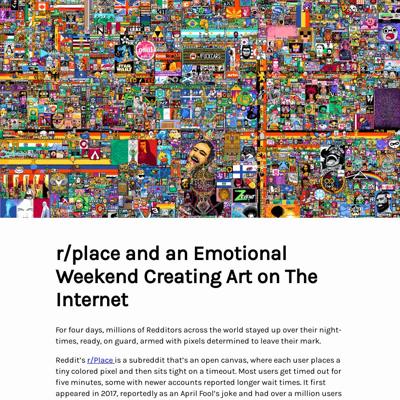 STAR WARS
r/FUCKCARS
r/place and an Emotional
Weekend Creating Art on The
Internet
For four days, millions of Redditors across the world stayed up over their night-
times, ready, on guard, armed with pixels determined to leave their mark.
Reddit's r/Place is a subreddit that's an open canvas, where each user places a
tiny colored pixel and then sits tight on a timeout. Most users get timed out for
five minutes, some with newer accounts reported longer wait times. It first
appeared in 2017, reportedly as an April Fool's joke and had over a million users